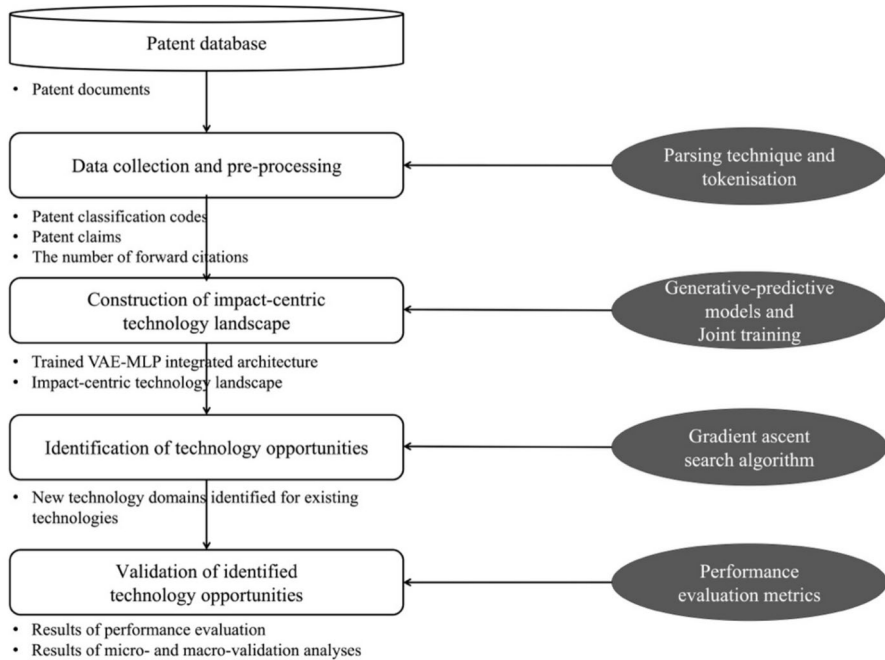 Patent database
• Patent documents
Data collection and pre-processing
Parsing technique and
tokenisation
• Patent classification codes
• Patent claims
• The number of forward citations
Construction of impact-centric
technology landscape
Generative-predictive
models and
Joint training
• Trained VAE-MLP integrated architecture
• Impact-centric technology landscape
Identification of technology opportunities
Gradient ascent
search algorithm
• New technology domains identified for existing
technologies
Validation of identified
technology opportunities
Performance
evaluation metrics
• Results of performance evaluation
• Results of micro- and macro-validation analyses